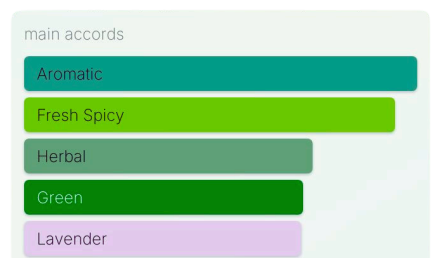 main accords
Aromatic
Fresh Spicy
Herbal
Green
Lavender